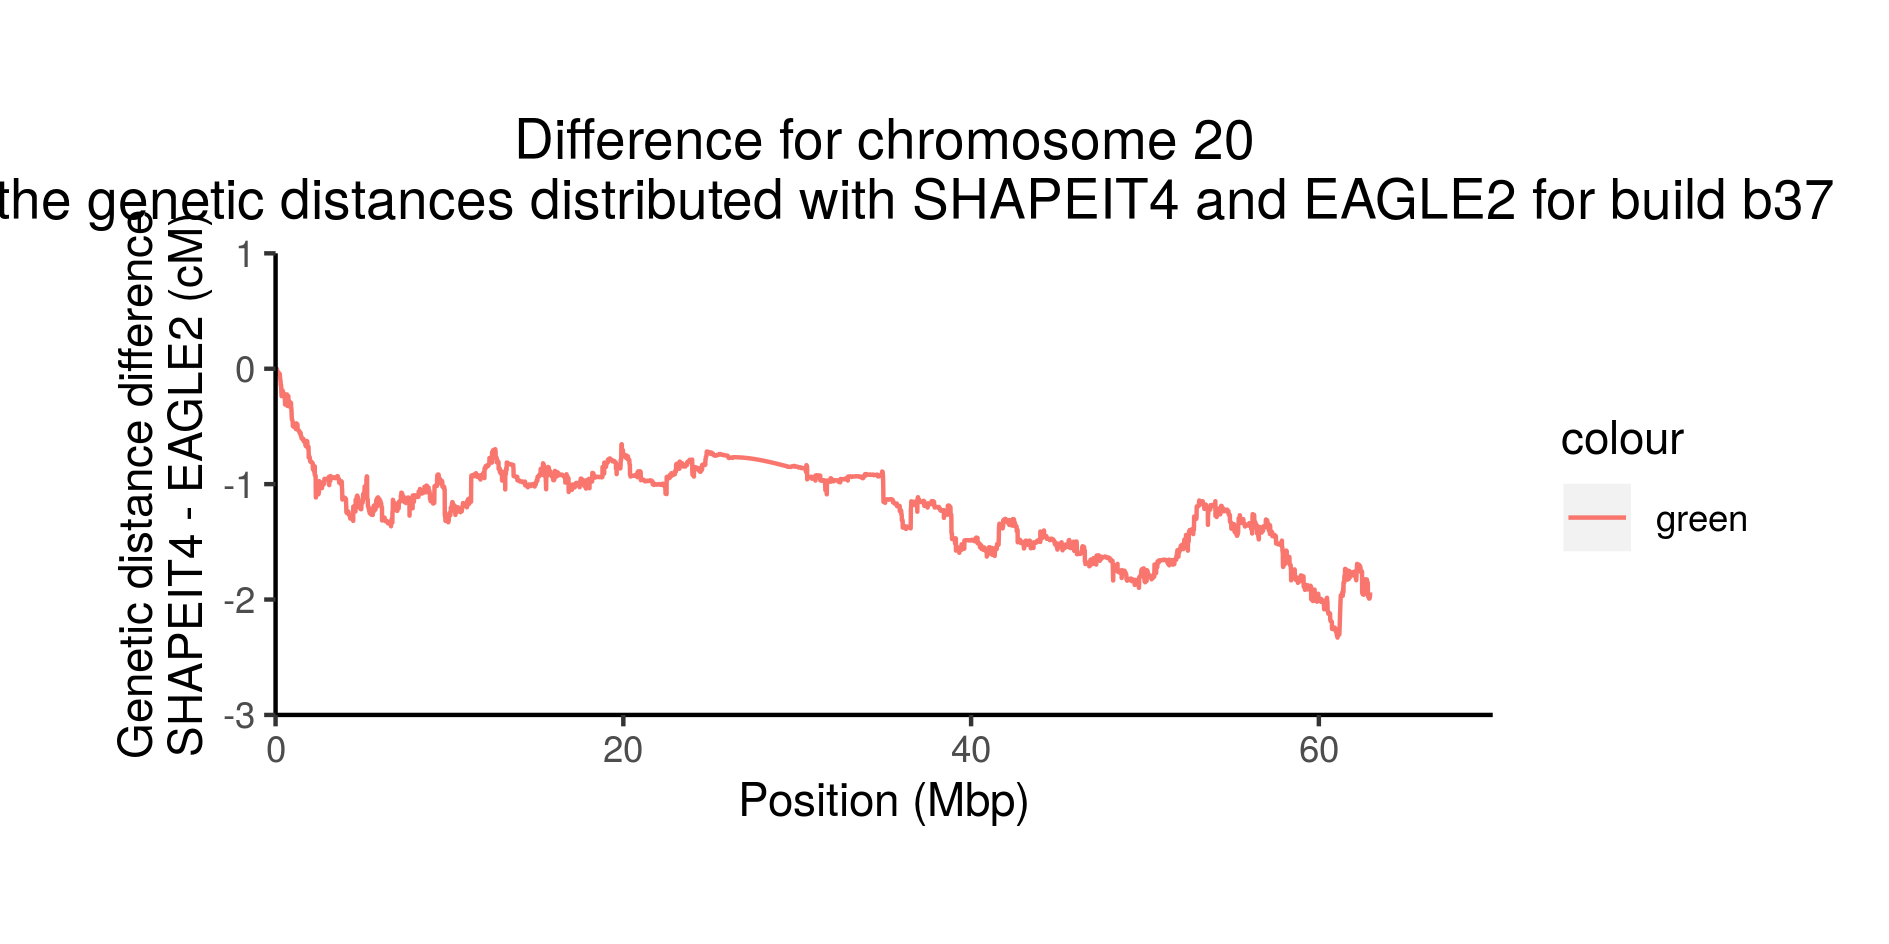 Difference for chromosome 20
the genetic distances distributed with SHAPEIT4 and EAGLE2 for build b37
Genetic distance difference
SHAPEIT4 - EAGLE2 (cM)
1
0
-1
-2
-3
0 20 40 60
Position (Mbp)
colour
green